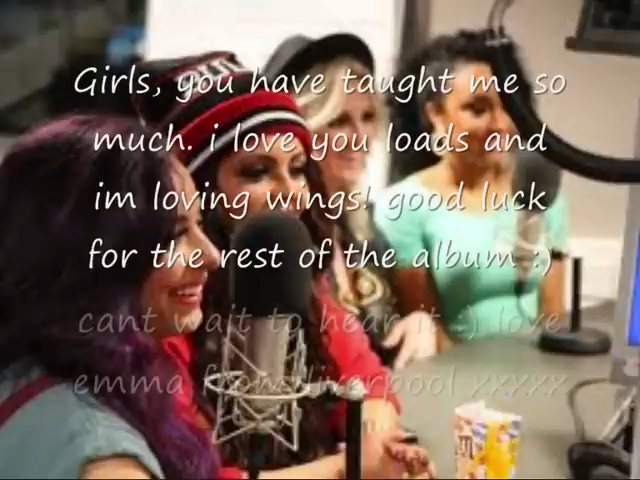 Girls, you have taught me so
much. i love you loads and
im loving wings! good luck
for the rest of the album :)
cant wait to hear it :) love
emma from liverpool xxxxx